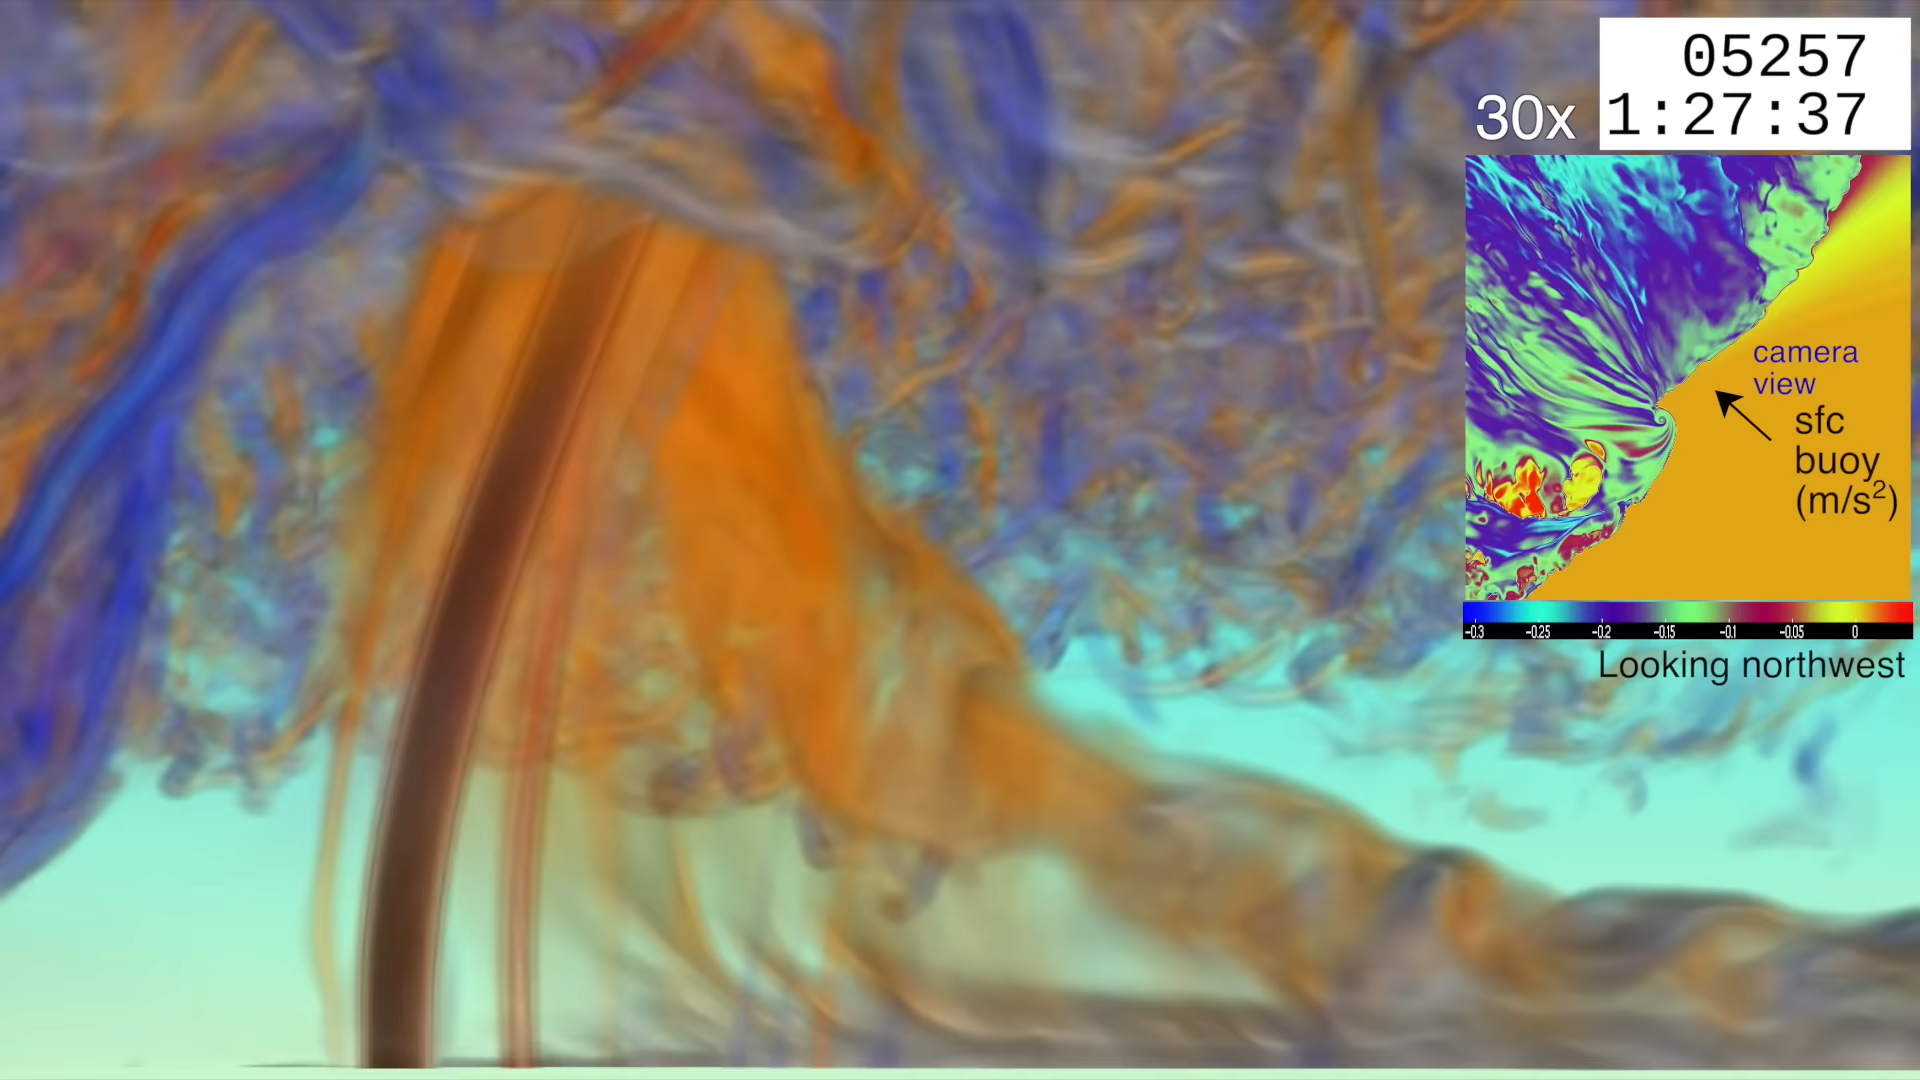 05257
30x 1:27:37
camera
view
sfc
buoy
(m/s²)
-0.3 -0.25 -0.2 -0.15 -0.1 -0.05 0
Looking northwest